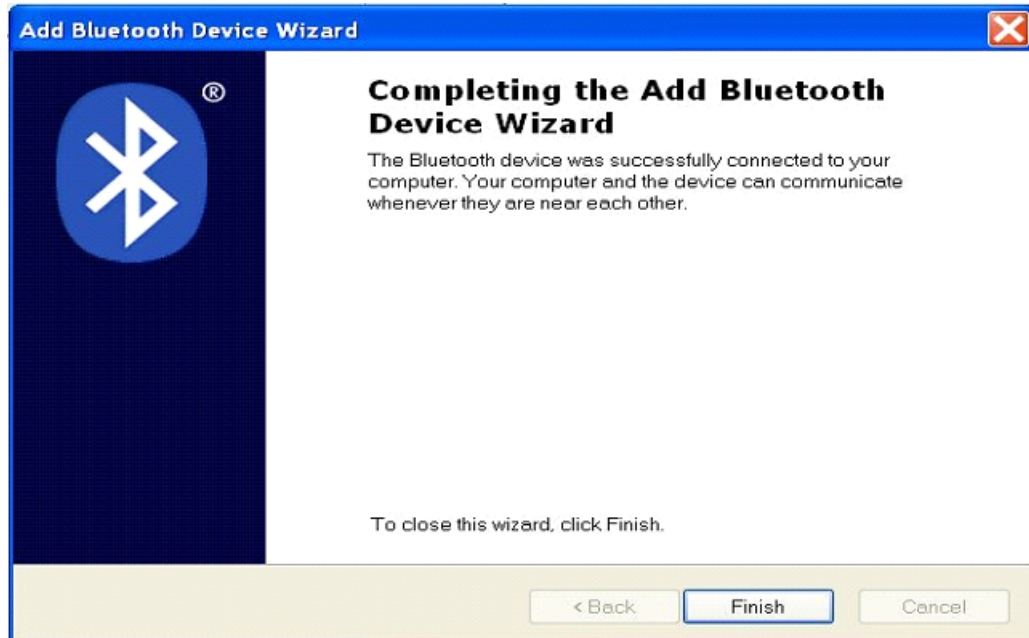 Add Bluetooth Device Wizard
®
Completing the Add Bluetooth
Device Wizard
The Bluetooth device was successfully connected to your
computer. Your computer and the device can communicate
whenever they are near each other.
To close this wizard, click Finish.
< Back Finish Cancel